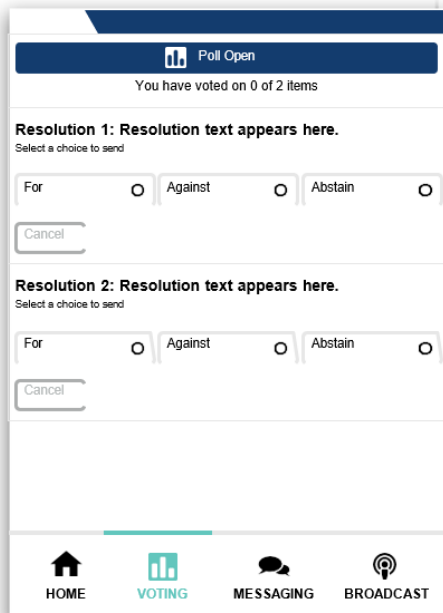 Poll Open
You have voted on 0 of 2 items
Resolution 1: Resolution text appears here.
Select a choice to send
For Against Abstain
Cancel
Resolution 2: Resolution text appears here.
Select a choice to send
For Against Abstain
Cancel
HOME VOTING MESSAGING BROADCAST